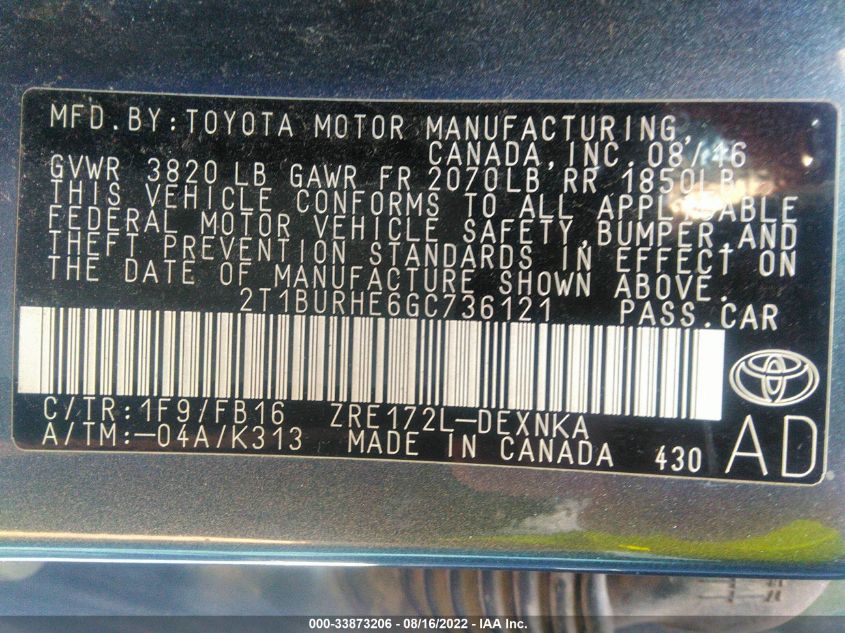 MFD.BY:TOYOTA MOTOR MANUFACTURING,
CANADA,INC. 08/16
GVWR 3820 LB GAWR FR 2070LB RR 1850LB
THIS VEHICLE CONFORMS TO ALL APPLICABLE
FEDERAL MOTOR VEHICLE SAFETY,BUMPER,AND
THEFT PREVENTION STANDARDS IN EFFECT ON
THE DATE OF MANUFACTURE SHOWN ABOVE.
2T1BURHE6GC736121 PASS.CAR
C/TR:1F9/FB16 ZRE172L-DEXNKA
A/TM:-04A/K313 MADE IN CANADA 430 AD
000-33873206 - 08/16/2022 - IAA Inc.